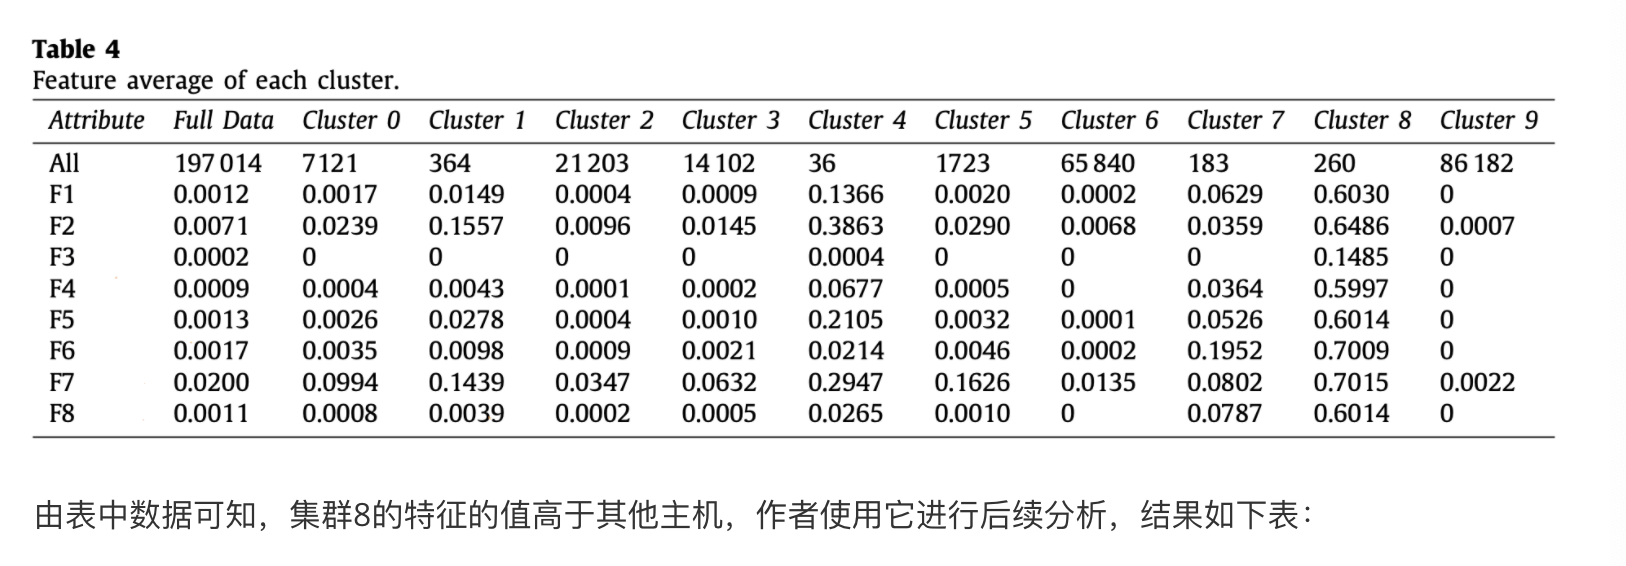 Table 4
Feature average of each cluster.
Attribute Full Data Cluster 0 Cluster 1 Cluster 2 Cluster 3 Cluster 4 Cluster 5 Cluster 6 Cluster 7 Cluster 8 Cluster 9
All 197 014 7121 364 21 203 14 102 36 1723 65 840 183 260 86 182
F1 0.0012 0.0017 0.0149 0.0004 0.0009 0.1366 0.0020 0.0002 0.0629 0.6030 0
F2 0.0071 0.0239 0.1557 0.0096 0.0145 0.3863 0.0290 0.0068 0.0359 0.6486 0.0007
F3 0.0002 0 0 0 0 0.0004 0 0 0 0.1485 0
F4 0.0009 0.0004 0.0043 0.0001 0.0002 0.0677 0.0005 0 0.0364 0.5997 0
F5 0.0013 0.0026 0.0278 0.0004 0.0010 0.2105 0.0032 0.0001 0.0526 0.6014 0
F6 0.0017 0.0035 0.0098 0.0009 0.0021 0.0214 0.0046 0.0002 0.1952 0.7009 0
F7 0.0200 0.0994 0.1439 0.0347 0.0632 0.2947 0.1626 0.0135 0.0802 0.7015 0.0022
F8 0.0011 0.0008 0.0039 0.0002 0.0005 0.0265 0.0010 0 0.0787 0.6014 0
由表中数据可知，集群8的特征的值高于其他主机，作者使用它进行后续分析，结果如下表：